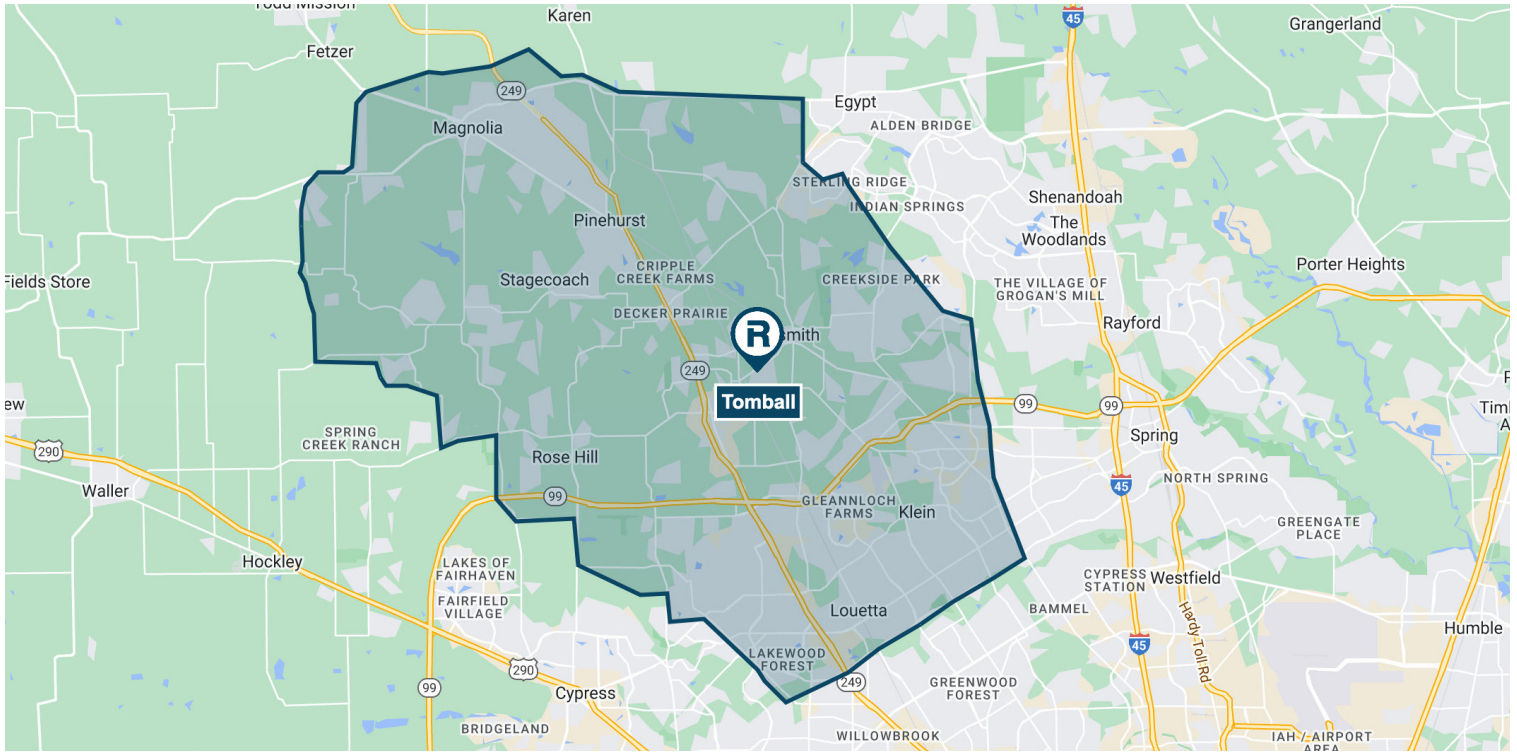 Todd Mission
Karen
45
Grangerland
Fetzer
249
Egypt
Magnolia
ALDEN BRIDGE
STERLING RIDGE
INDIAN SPRINGS
Shenandoah
Pinehurst
The
Woodlands
CRIPPLE
CREEK FARMS
Porter Heights
Fields Store
Stagecoach
CREEKSIDE PARK
THE VILLAGE OF
GROGAN'S MILL
DECKER PRAIRIE
Rayford
R
smith
249
Tomball
99
99
ew
SPRING
CREEK RANCH
290
Spring
Rose Hill
Waller
45
NORTH SPRING
99
GLEANNLOCH
FARMS
Klein
GREENGATE
PLACE
Hockley
LAKES OF
FAIRHAVEN
CYPRESS
STATION
Westfield
FAIRFIELD
VILLAGE
Louetta
BAMMEL
Hardy Toll Rd
Humble
45
LAKEWOOD
FOREST
290
249
GREENWOOD
FOREST
99
Cypress
BRIDGELAND
WILLOWBROOK
IAH / AIRPORT
AREA